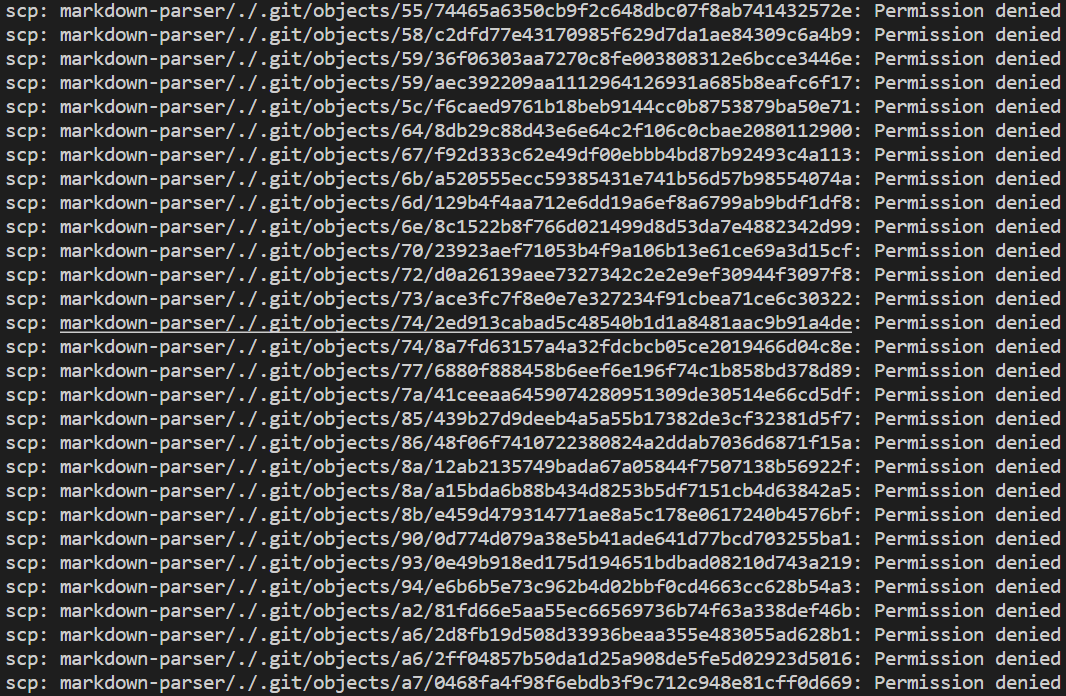 scp: markdown-parser/./.git/objects/55/74465a6350cb9f2c648dbc07f8ab741432572e: Permission denied
scp: markdown-parser/./.git/objects/58/c2dfd77e43170985f629d7da1ae84309c6a4b9: Permission denied
scp: markdown-parser/./.git/objects/59/36f06303aa7270c8fe003808312e6bcce3446e: Permission denied
scp: markdown-parser/./.git/objects/59/aec392209aa1112964126931a685b8eafc6f17: Permission denied
scp: markdown-parser/./.git/objects/5c/f6caed9761b18beb9144cc0b8753879ba50e71: Permission denied
scp: markdown-parser/./.git/objects/64/8db29c88d43e6e64c2f106c0cbae2080112900: Permission denied
scp: markdown-parser/./.git/objects/67/f92d333c62e49df00ebbb4bd87b92493c4a113: Permission denied
scp: markdown-parser/./.git/objects/6b/a520555ecc59385431e741b56d57b98554074a: Permission denied
scp: markdown-parser/./.git/objects/6d/129b4f4aa712e6dd19a6ef8a6799ab9bdf1df8: Permission denied
scp: markdown-parser/./.git/objects/6e/8c1522b8f766d021499d8d53da7e4882342d99: Permission denied
scp: markdown-parser/./.git/objects/70/23923aef71053b4f9a106b13e61ce69a3d15cf: Permission denied
scp: markdown-parser/./.git/objects/72/d0a26139aee7327342c2e2e9ef30944f3097f8: Permission denied
scp: markdown-parser/./.git/objects/73/ace3fc7f8e0e7e327234f91cbea71ce6c30322: Permission denied
scp: markdown-parser/./.git/objects/74/2ed913cabad5c48540b1d1a8481aac9b91a4de: Permission denied
scp: markdown-parser/./.git/objects/74/8a7fd63157a4a32fdcbcb05ce2019466d04c8e: Permission denied
scp: markdown-parser/./.git/objects/77/6880f888458b6eef6e196f74c1b858bd378d89: Permission denied
scp: markdown-parser/./.git/objects/7a/41ceeaa6459074280951309de30514e66cd5df: Permission denied
scp: markdown-parser/./.git/objects/85/439b27d9deeb4a5a55b17382de3cf32381d5f7: Permission denied
scp: markdown-parser/./.git/objects/86/48f06f7410722380824a2ddab7036d6871f15a: Permission denied
scp: markdown-parser/./.git/objects/8a/12ab2135749bada67a05844f7507138b56922f: Permission denied
scp: markdown-parser/./.git/objects/8a/a15bda6b88b434d8253b5df7151cb4d63842a5: Permission denied
scp: markdown-parser/./.git/objects/8b/e459d479314771ae8a5c178e0617240b4576bf: Permission denied
scp: markdown-parser/./.git/objects/90/0d774d079a38e5b41ade641d77bcd703255ba1: Permission denied
scp: markdown-parser/./.git/objects/93/0e49b918ed175d194651bdbad08210d743a219: Permission denied
scp: markdown-parser/./.git/objects/94/e6b6b5e73c962b4d02bbf0cd4663cc628b54a3: Permission denied
scp: markdown-parser/./.git/objects/a2/81fd66e5aa55ec66569736b74f63a338def46b: Permission denied
scp: markdown-parser/./.git/objects/a6/2d8fb19d508d33936beaa355e483055ad628b1: Permission denied
scp: markdown-parser/./.git/objects/a6/2ff04857b50da1d25a908de5fe5d02923d5016: Permission denied
scp: markdown-parser/./.git/objects/a7/0468fa4f98f6ebdb3f9c712c948e81cff0d669: Permission denied